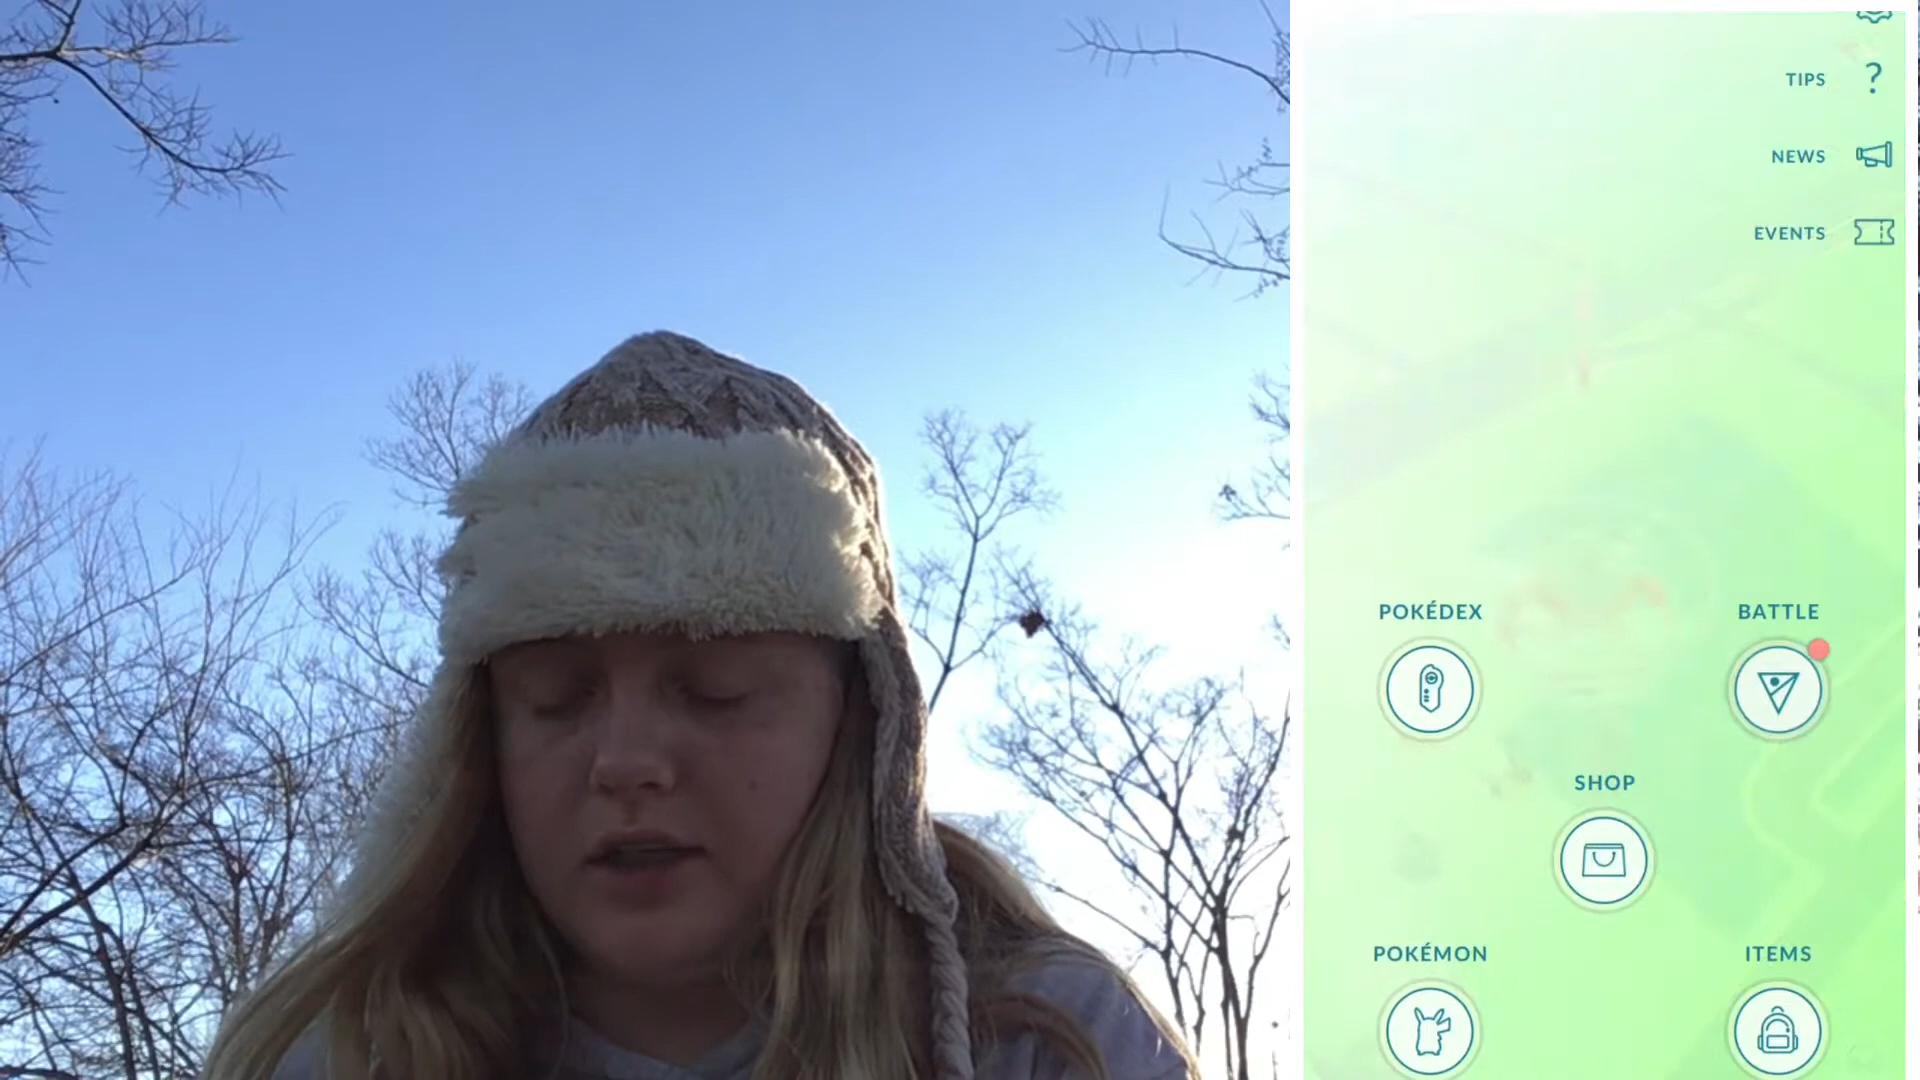 TIPS
?
NEWS
EVENTS
POKÉDEX
BATTLE
SHOP
POKÉMON
ITEMS